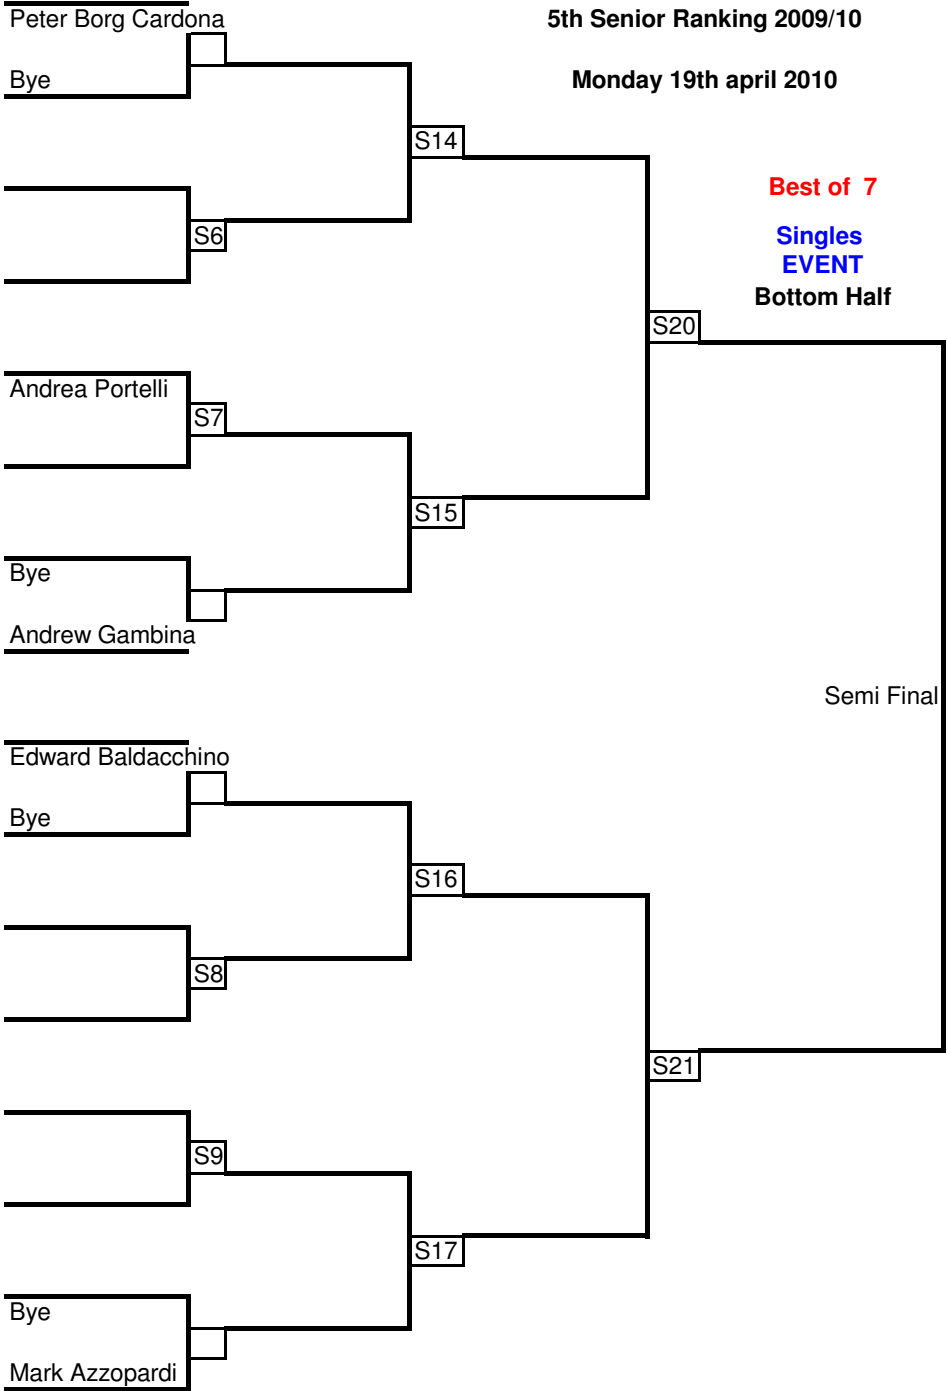 Peter Borg Cardona
5th Senior Ranking 2009/10
Bye
Monday 19th april 2010
S14
Best of 7
S6
Singles
EVENT
Bottom Half
S20
Andrea Portelli
S7
S15
Bye
Andrew Gambina
Semi Final
Edward Baldacchino
Bye
S16
S8
S21
S9
S17
Bye
Mark Azzopardi